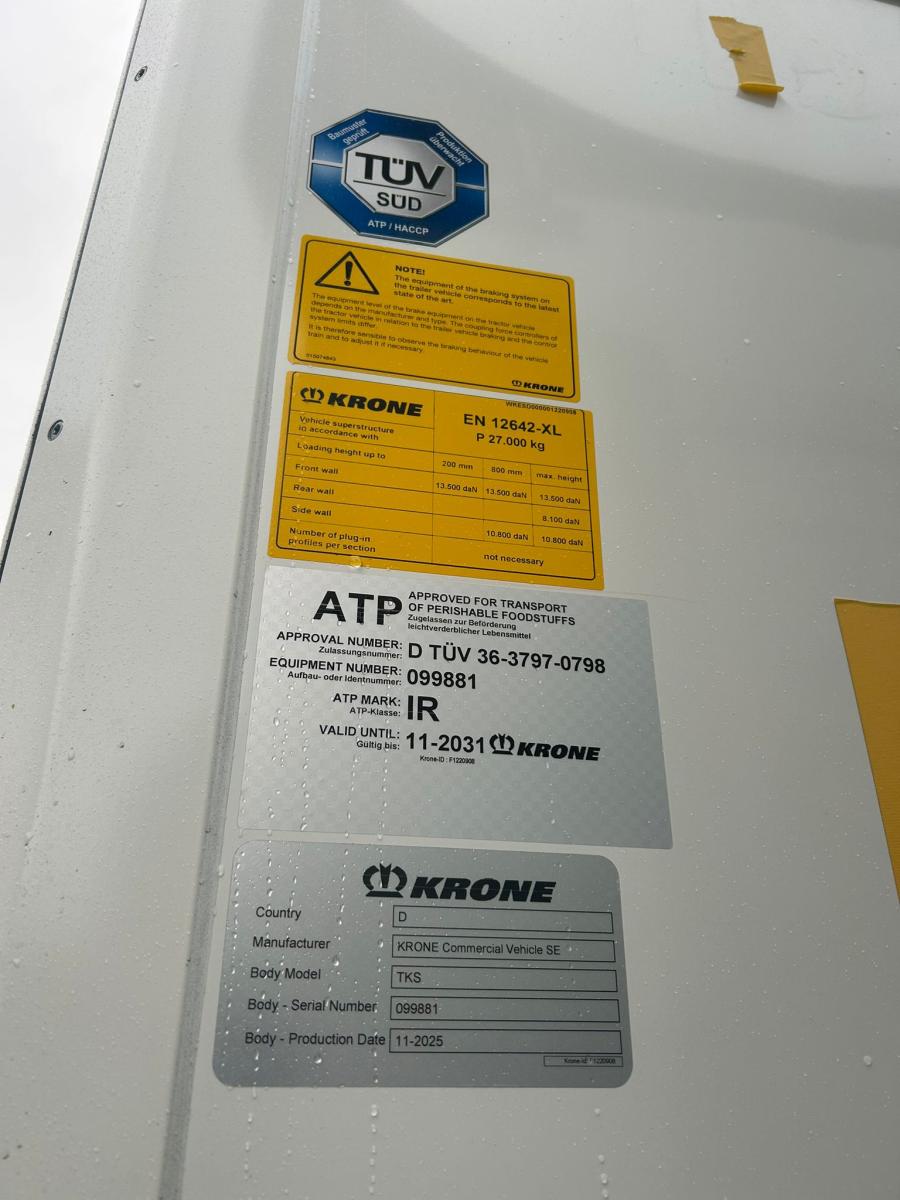 Baumuster
geprüft
Produktion
überwacht
TÜV
SÜD
ATP / HACCP
NOTE!
The equipment of the braking system on
the trailer vehicle corresponds to the latest
state of the art.
The equipment level of the brake equipment on the tractor vehicle
depends on the manufacturer and type. The coupling force controllers of
the tractor vehicle in relation to the trailer vehicle braking and the control
system limits differ.
It is therefore sensible to observe the braking behaviour of the vehicle
train and to adjust it if necessary.
KRONE
KRONE
Vehicle superstructure
in accordance with
EN 12642-XL
P 27.000 kg
Loading height up to 200 mm 800 mm max. height
Front wall 13.500 daN 13.500 daN 13.500 daN
Rear wall 8.100 daN
Side wall 10.800 daN 10.800 daN
Number of plug-in
profiles per section
not necessary
ATP
APPROVED FOR TRANSPORT
OF PERISHABLE FOODSTUFFS
Zugelassen zur Beförderung
leichtverderblicher Lebensmittel
APPROVAL NUMBER: D TÜV 36-3797-0798
Zulassungsnummer:
EQUIPMENT NUMBER: 099881
Aufbau- oder Identnummer:
ATP MARK: IR
ATP-Klasse:
VALID UNTIL: 11-2031 KRONE
Gültig bis:
Krone-ID : F1220908
KRONE
Country D
Manufacturer KRONE Commercial Vehicle SE
Body Model TKS
Body - Serial Number 099881
Body - Production Date 11-2025